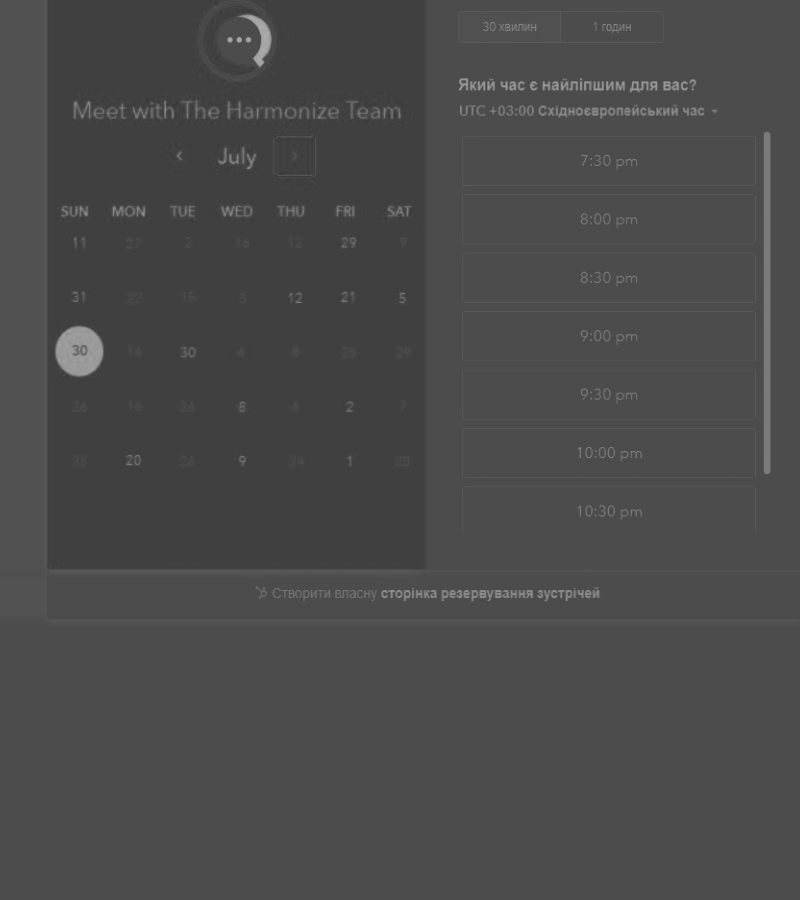 30 хвилин 1 годин
Meet with The Harmonize Team
July
SUN MON TUE WED THU FRI SAT
11 27 2 16 12 29 9
31 15 3 12 21 5
30 14 30 6 8 25 29
26 16 26 8 4 2 7
20 26 9 24 1 28
Який час є найліпшим для вас?
UTC +03:00 Східноєвропейський час
7:30 pm
8:00 pm
8:30 pm
9:00 pm
9:30 pm
10:00 pm
10:30 pm
Створити власну сторінка резервування зустрічей